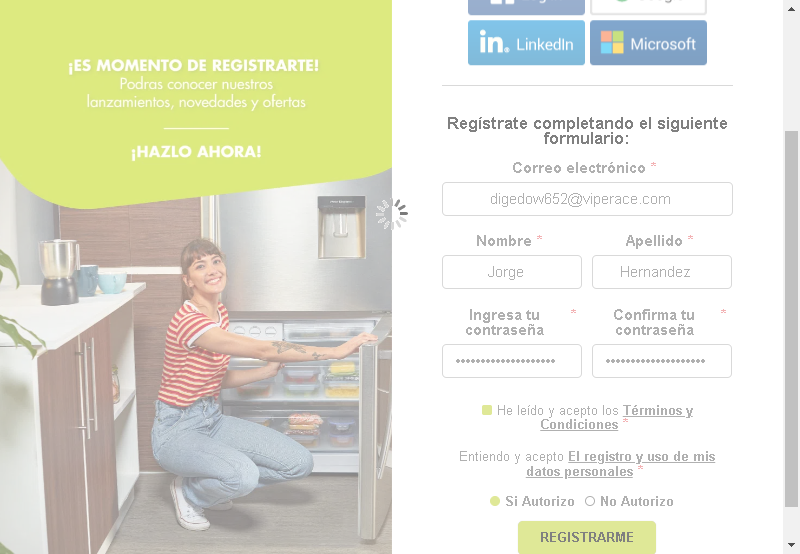 LinkedIn
Microsoft
¡ES MOMENTO DE REGISTRARTE!
Podras conocer nuestros
lanzamientos, novedades y ofertas
¡HAZLO AHORA!
Regístrate completando el siguiente
formulario:
Correo electrónico *
digedow652@viperace.com
Nombre *
Apellido *
Jorge
Hernandez
Ingresa tu
contraseña *
Confirma tu
contraseña *
He leído y acepto los Términos y
Condiciones *
Entiendo y acepto El registro y uso de mis
datos personales *
Si Autorizo
No Autorizo
REGISTRARME